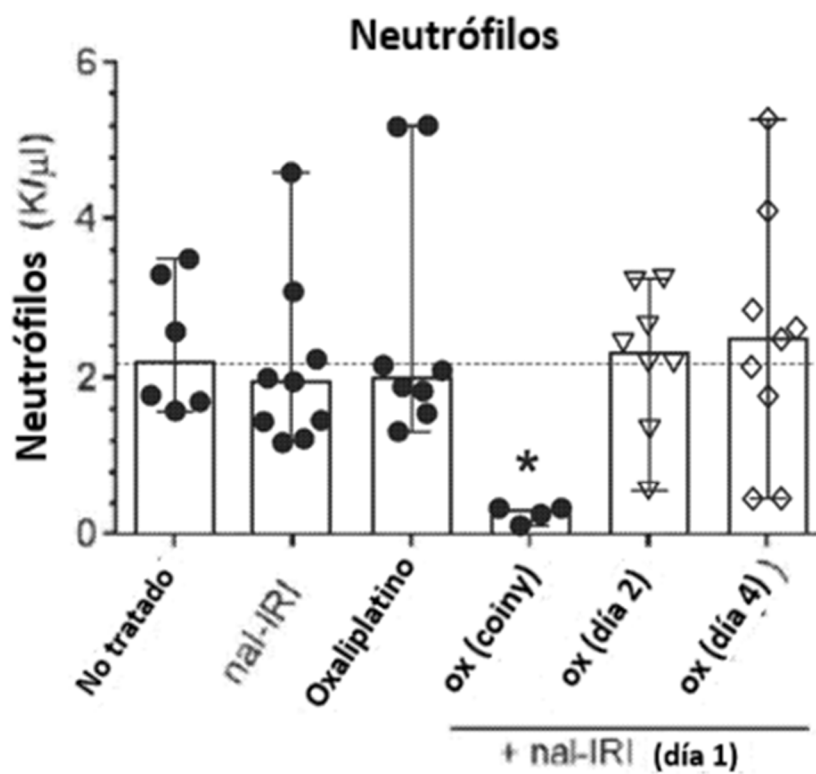 Neutrófilos
Neutrófilos (K/µl)
6
4
2
0
*
No tratado
nal-IRI
Oxaliplatino
ox (coiny)
ox (día 2)
ox (día 4) )
+ nal-IRI (día 1)